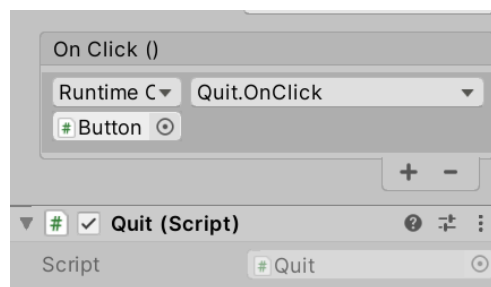 On Click ()
Runtime C Quit.OnClick
# Button
+ -
# Quit (Script)
Script # Quit